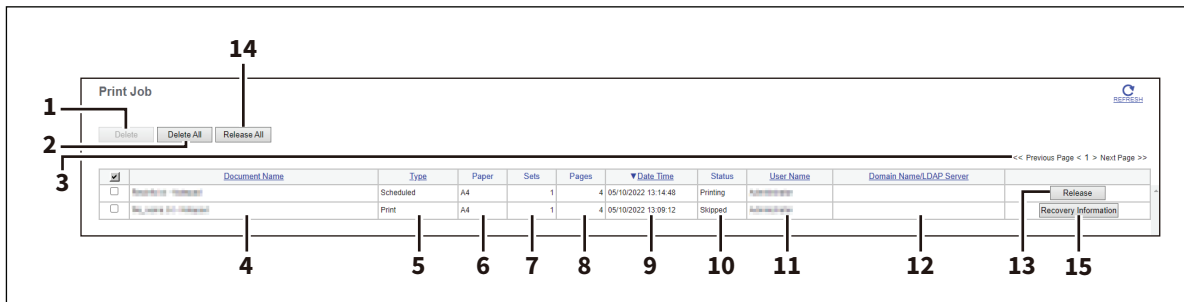 14
Print Job
REFRESH
1
Delete Delete All Release All
2
<< Previous Page < 1 > Next Page >>
3
Document Name Type Paper Sets Pages ▼Date Time Status User Name Domain Name/LDAP Server
Scheduled A4 1 4 05/10/2022 13:14:48 Printing Release
Print A4 1 4 05/10/2022 13:09:12 Skipped Recovery Information
4 5 6 7 8 9 10 11 12 13 15